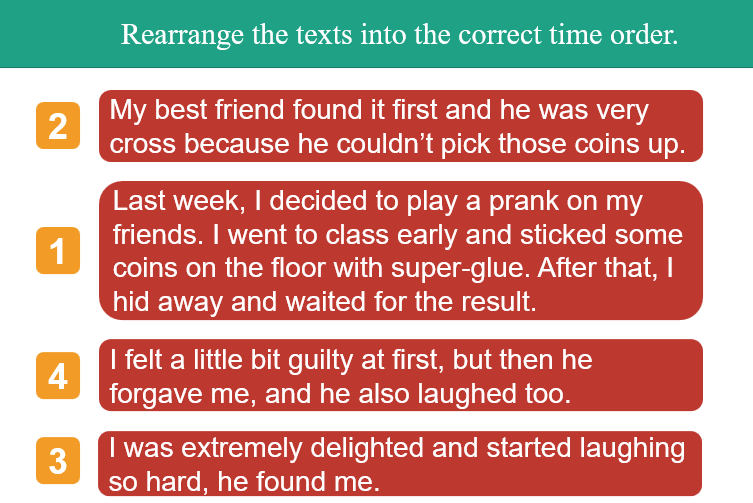 Rearrange the texts into the correct time order.
2
My best friend found it first and he was very
cross because he couldn’t pick those coins up.
1
Last week, I decided to play a prank on my
friends. I went to class early and sticked some
coins on the floor with super-glue. After that, I
hid away and waited for the result.
4
I felt a little bit guilty at first, but then he
forgave me, and he also laughed too.
3
I was extremely delighted and started laughing
so hard, he found me.